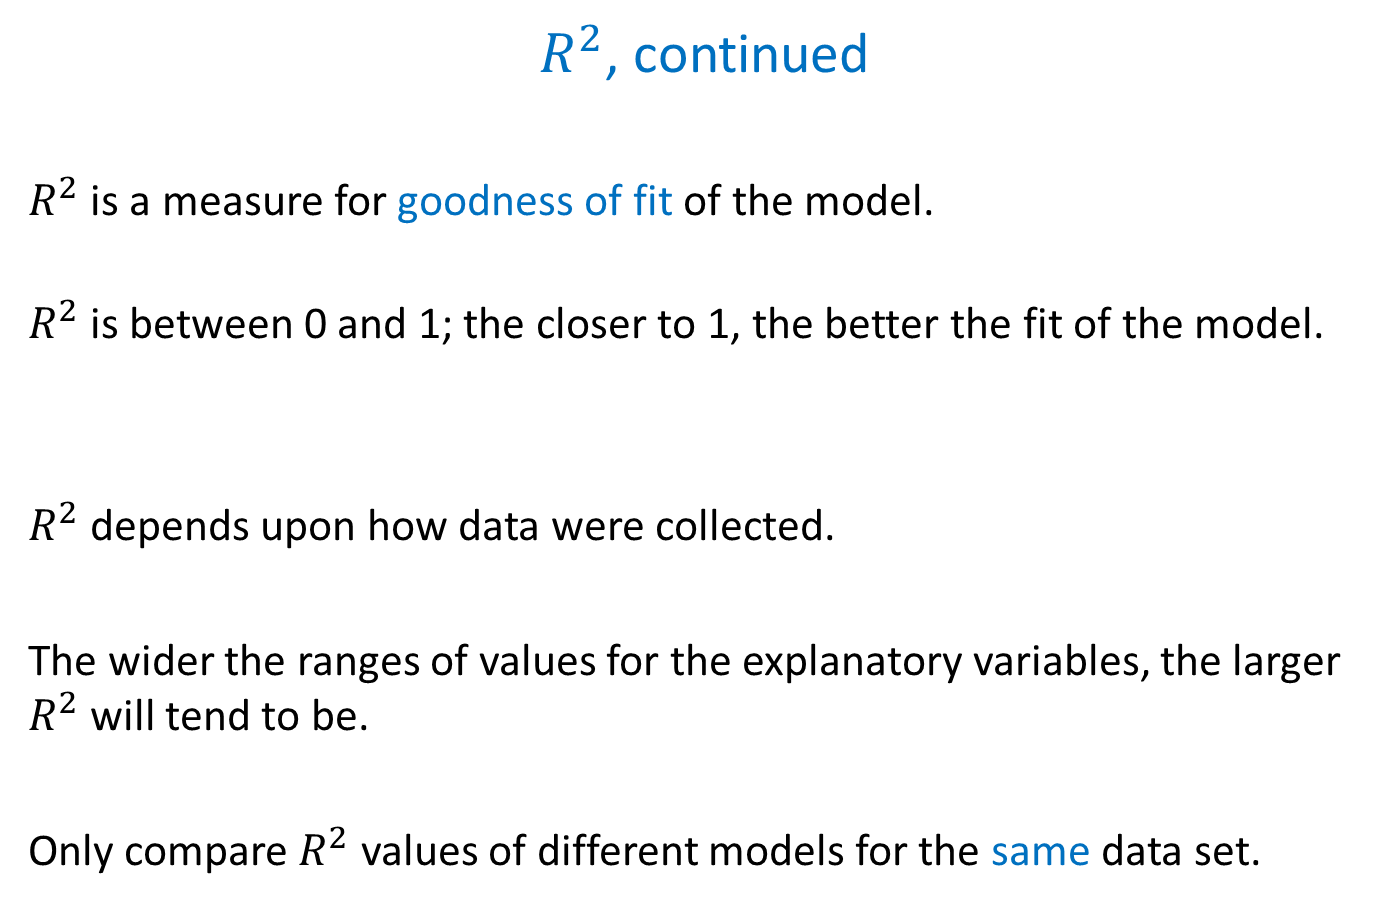 R², continued
R² is a measure for goodness of fit of the model.
R² is between 0 and 1; the closer to 1, the better the fit of the model.
R² depends upon how data were collected.
The wider the ranges of values for the explanatory variables, the larger
R² will tend to be.
Only compare R² values of different models for the same data set.